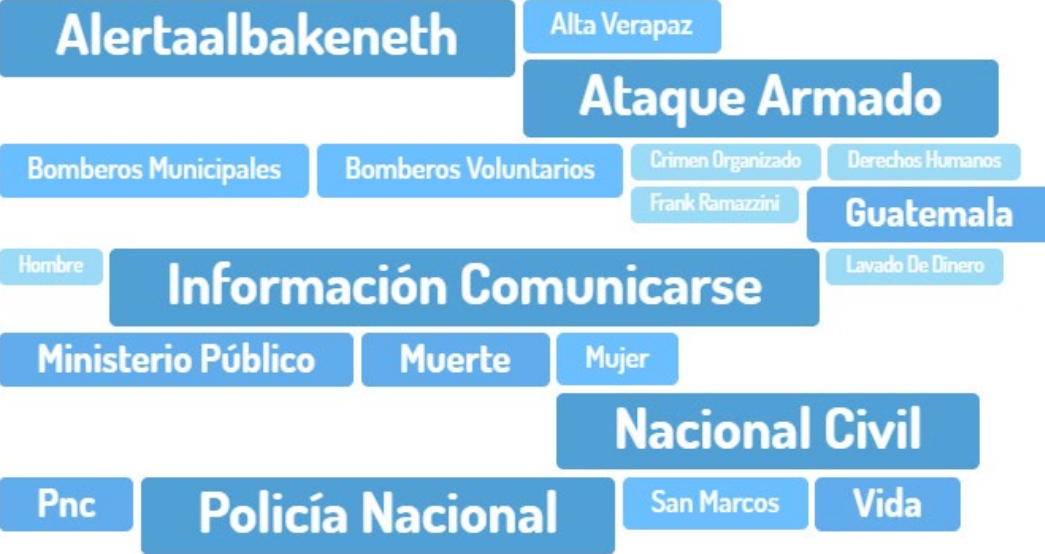 Alertaalbakeneth Alta Verapaz
Ataque Armado
Bomberos Municipales Bomberos Voluntarios Crimen Organizado Derechos Humanos
Frank Ramazzini Guatemala
Hombre Información Comunicarse Lavado De Dinero
Ministerio Público Muerte Mujer
Nacional Civil
Pnc Policía Nacional San Marcos Vida